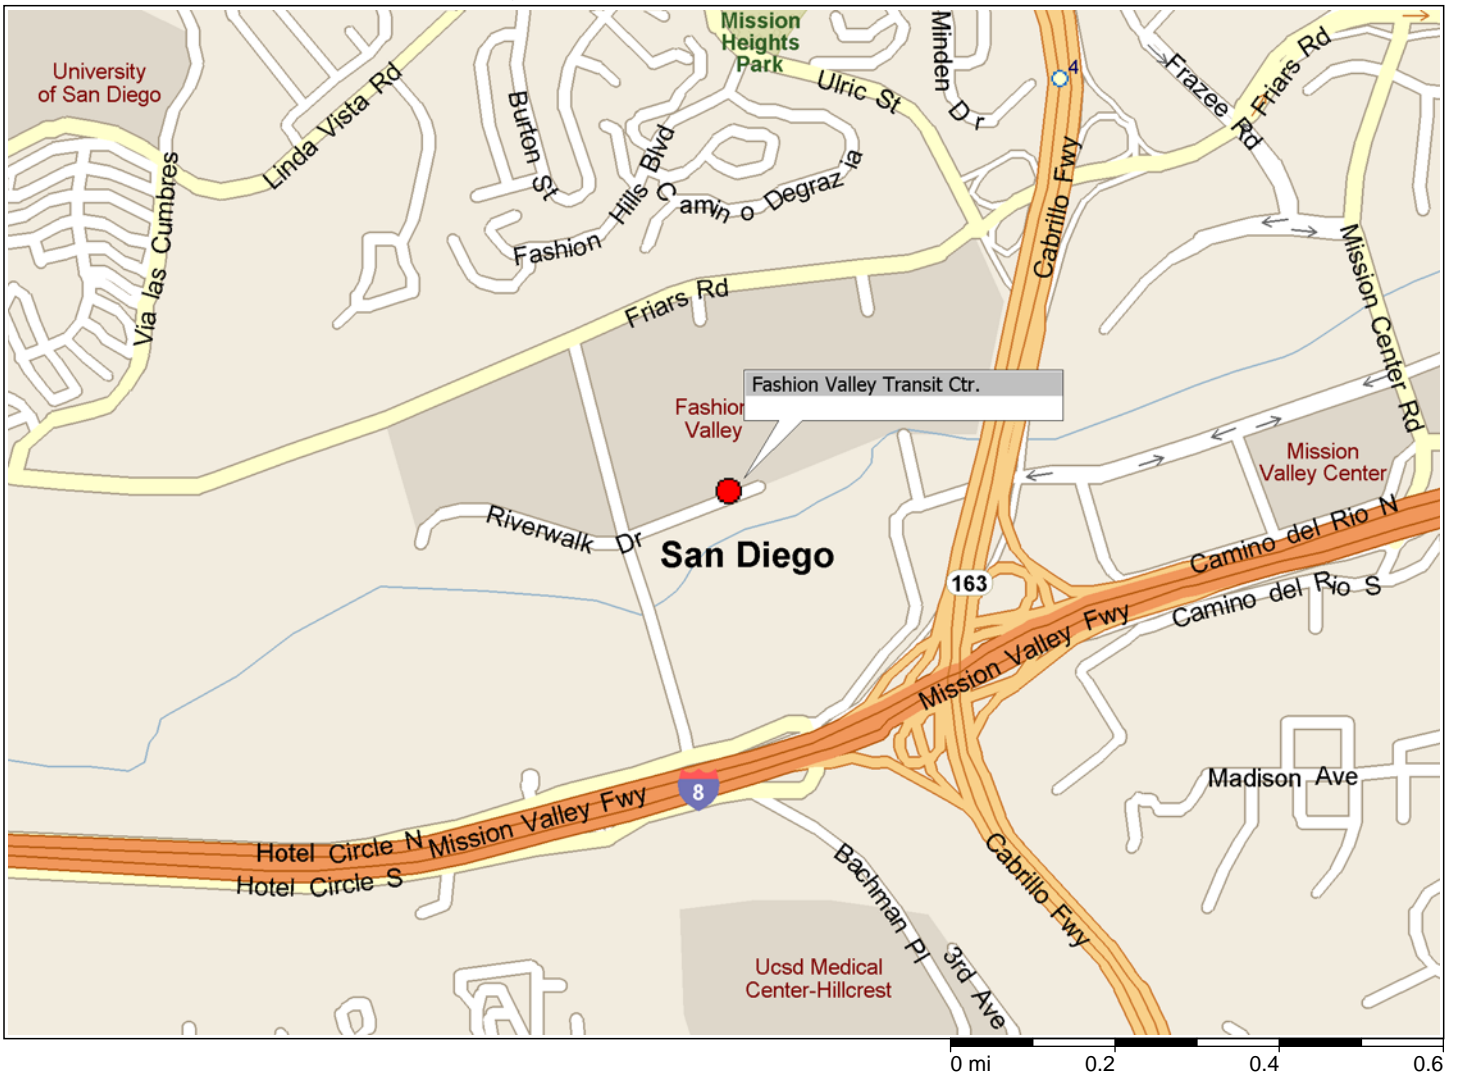 Mission
Heights
Park
University
of San Diego
Linda Vista Rd
Burton St
Ulric St
Minden Dr
4
Frazee Rd
Friars Rd
Via las Cumbres
Fashion Hills Blvd
Camino Degrazia
Cabrillo Fwy
Mission Center Rd
Friars Rd
Fashion Valley Transit Ctr.
Fashion
Valley
Mission
Valley Center
Riverwalk Dr
San Diego
163
Camino del Rio N
Camino del Rio S
Mission Valley Fwy
Madison Ave
8
Mission Valley Fwy
Hotel Circle N
Hotel Circle S
Bachman Pl
Cabrillo Fwy
3rd Ave
Ucsd Medical
Center-Hillcrest
0 mi 0.2 0.4 0.6